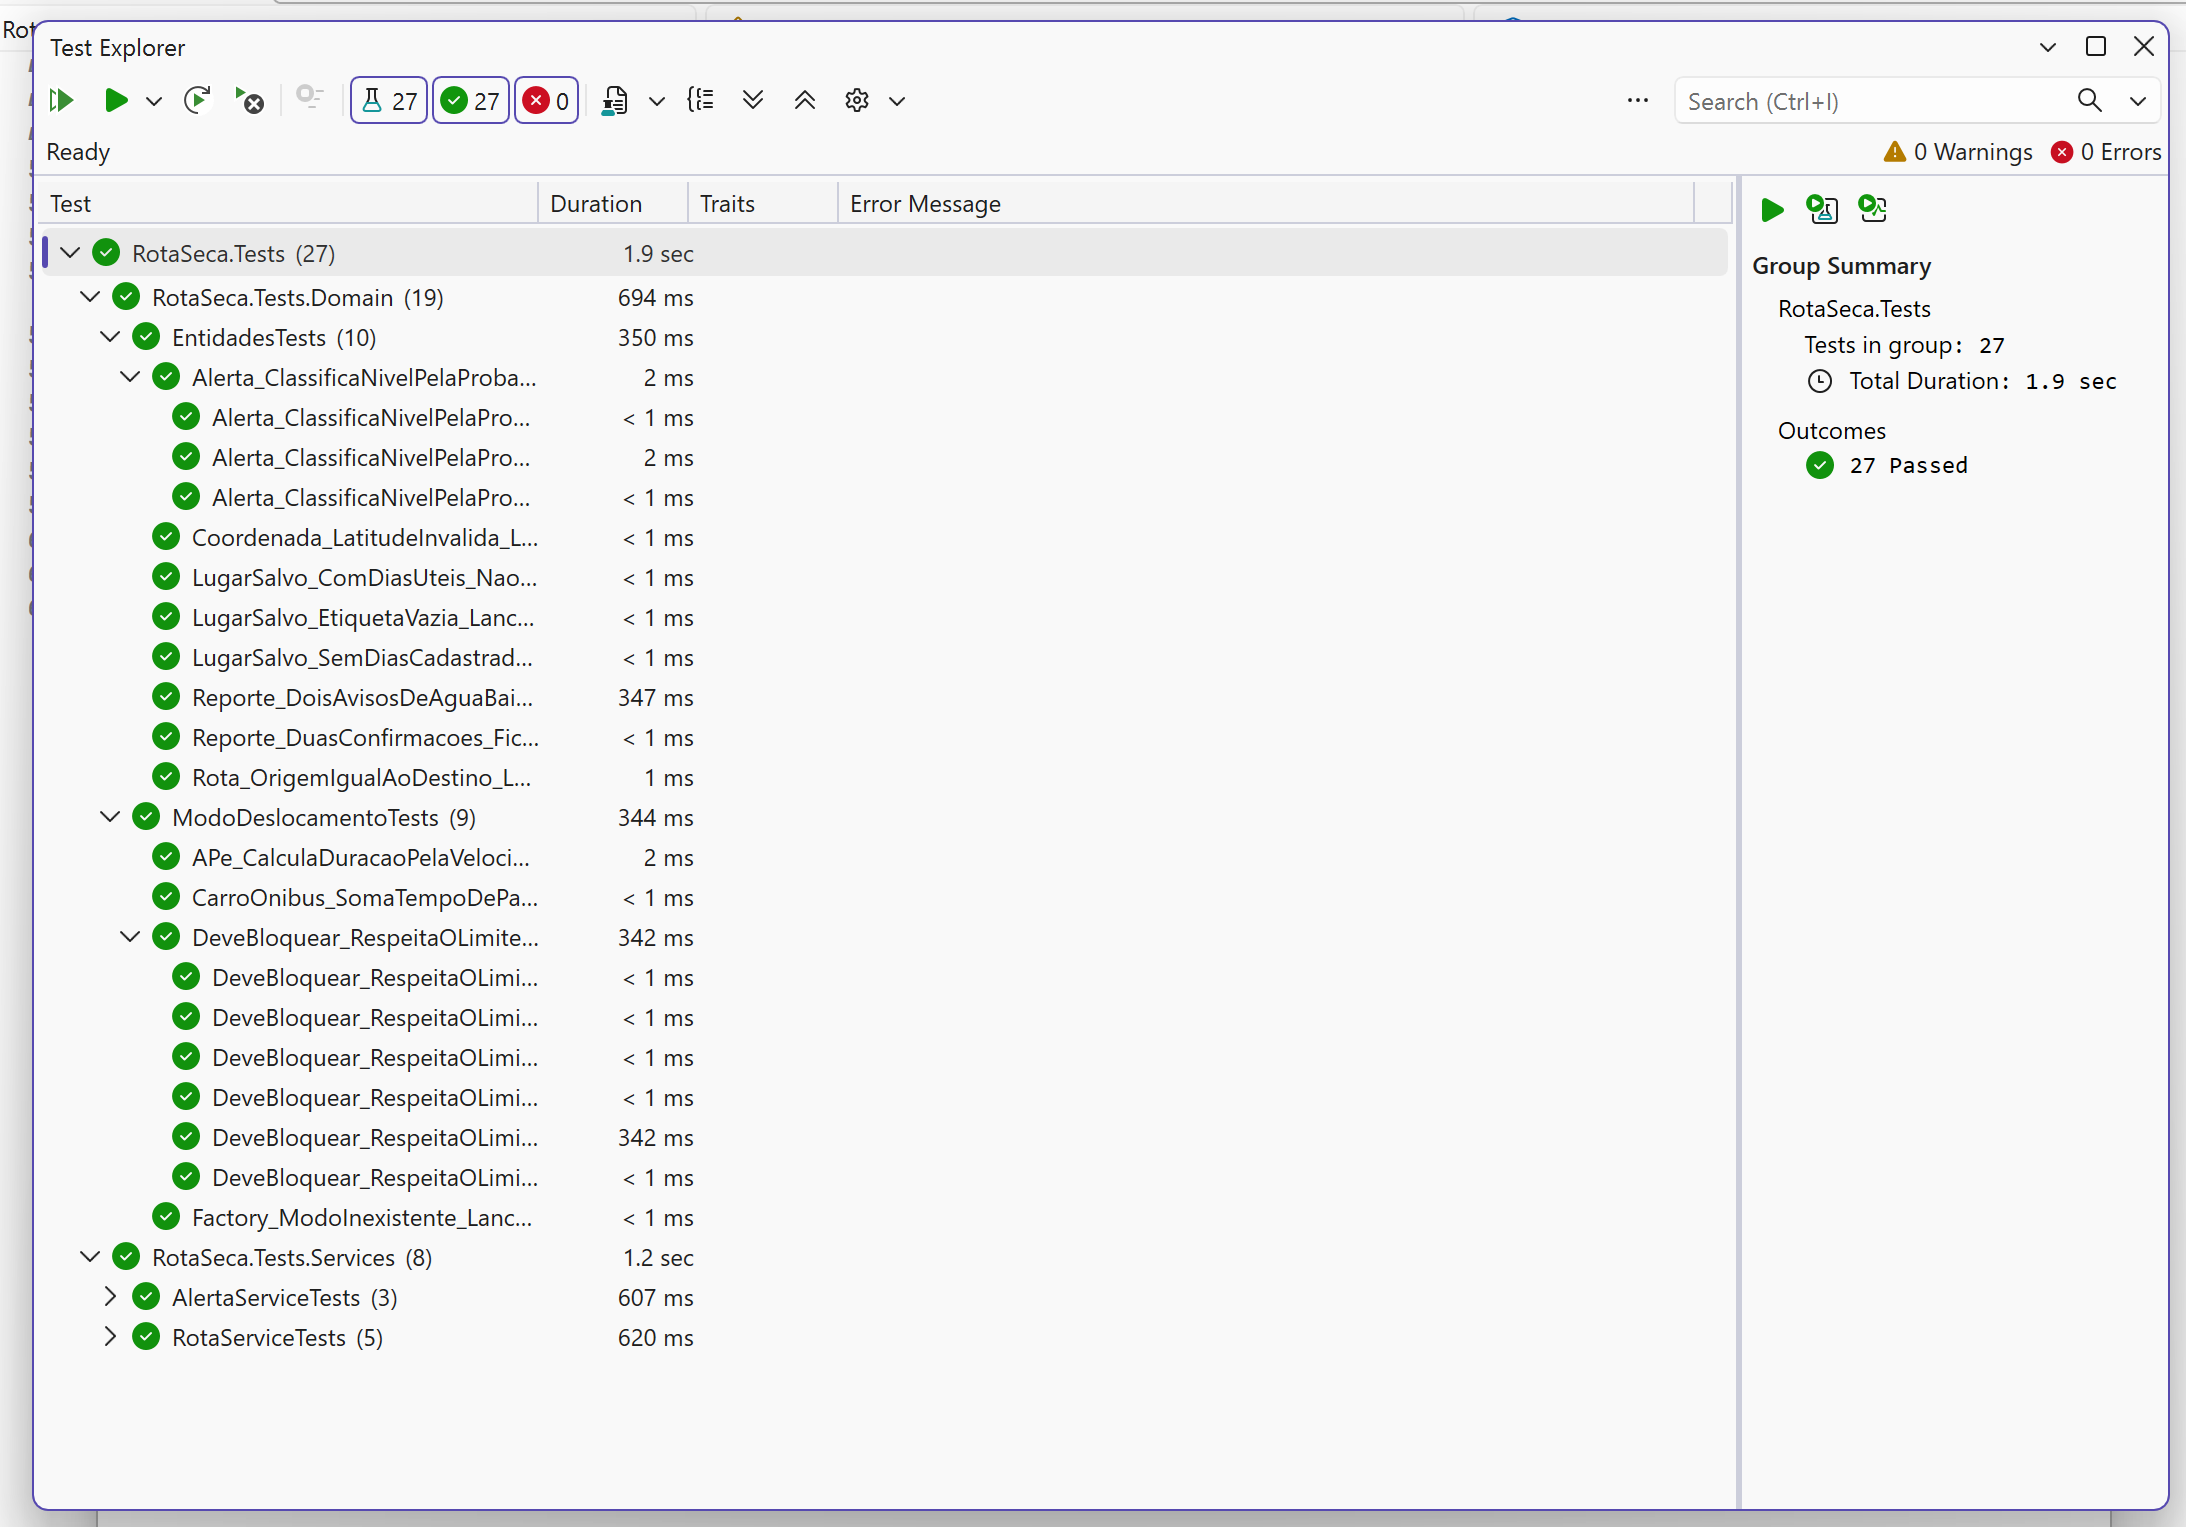 Rot
Test Explorer
27 27 0
Search (Ctrl+I)
Ready
0 Warnings 0 Errors
Test Duration Traits Error Message
RotaSeca.Tests (27) 1.9 sec
RotaSeca.Tests.Domain (19) 694 ms
EntidadesTests (10) 350 ms
Alerta_ClassificaNivelPelaProba... 2 ms
Alerta_ClassificaNivelPelaPro... < 1 ms
Alerta_ClassificaNivelPelaPro... 2 ms
Alerta_ClassificaNivelPelaPro... < 1 ms
Coordenada_LatitudeInvalida_L... < 1 ms
LugarSalvo_ComDiasUteis_Nao... < 1 ms
LugarSalvo_EtiquetaVazia_Lanc... < 1 ms
LugarSalvo_SemDiasCadastrad... < 1 ms
Reporte_DoisAvisosDeAguaBai... 347 ms
Reporte_DuasConfirmacoes_Fic... < 1 ms
Rota_OrigemIgualAoDestino_L... 1 ms
ModoDeslocamentoTests (9) 344 ms
APe_CalculaDuracaoPelaVeloci... 2 ms
CarroOnibus_SomaTempoDePa... < 1 ms
DeveBloquear_RespeitaOLimite... 342 ms
DeveBloquear_RespeitaOLimi... < 1 ms
DeveBloquear_RespeitaOLimi... < 1 ms
DeveBloquear_RespeitaOLimi... < 1 ms
DeveBloquear_RespeitaOLimi... < 1 ms
DeveBloquear_RespeitaOLimi... 342 ms
DeveBloquear_RespeitaOLimi... < 1 ms
Factory_ModoInexistente_Lanc... < 1 ms
RotaSeca.Tests.Services (8) 1.2 sec
AlertaServiceTests (3) 607 ms
RotaServiceTests (5) 620 ms
Group Summary
RotaSeca.Tests
Tests in group: 27
Total Duration: 1.9 sec
Outcomes
27 Passed